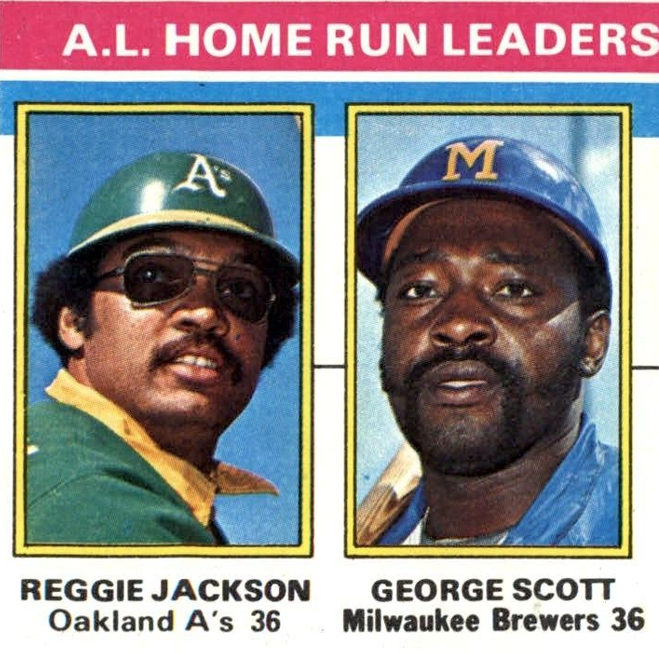 A.L. HOME RUN LEADERS
A's
M
REGGIE JACKSON
Oakland A's 36
GEORGE SCOTT
Milwaukee Brewers 36